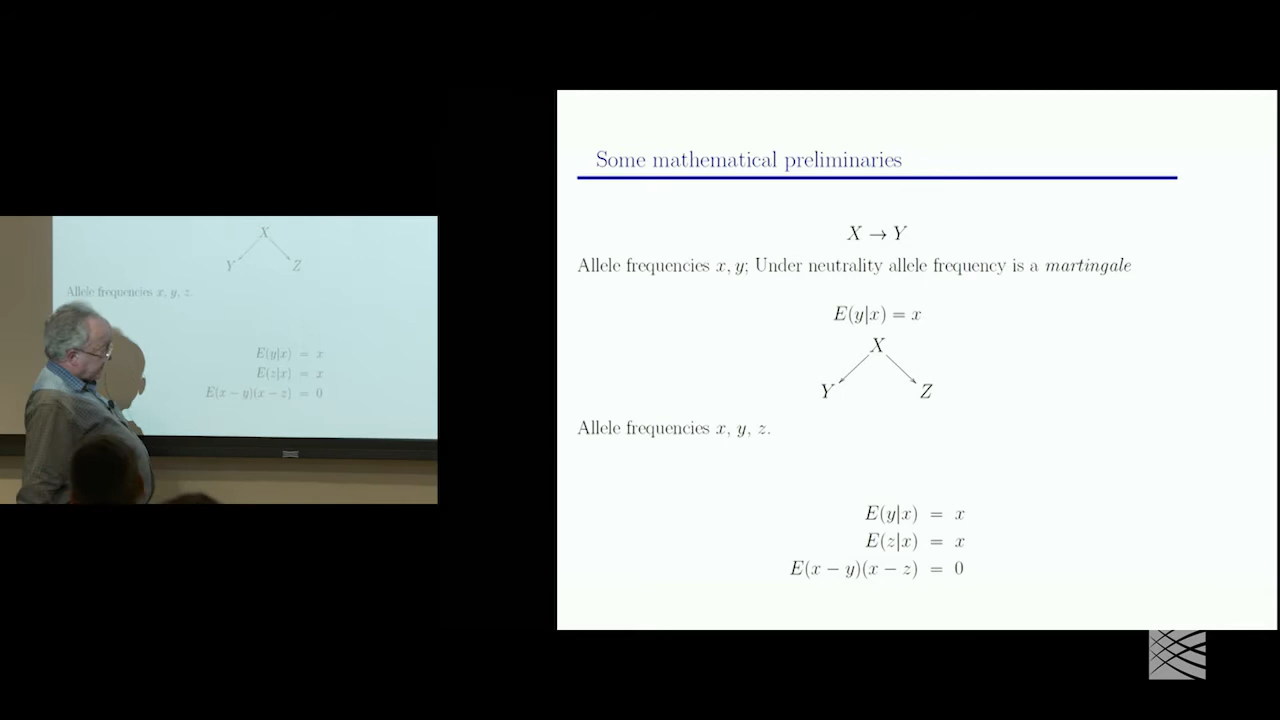 X
Y Z
Allele frequencies x, y, z.
E(y|x) = x
E(z|x) = x
E(x − y)(x − z) = 0
Some mathematical preliminaries
X → Y
Allele frequencies x, y; Under neutrality allele frequency is a martingale
E(y|x) = x
X
Y Z
Allele frequencies x, y, z.
E(y|x) = x
E(z|x) = x
E(x − y)(x − z) = 0